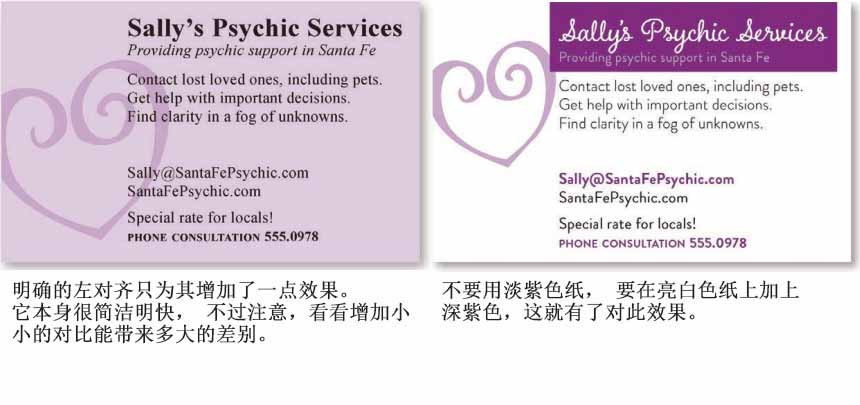 Sally's Psychic Services
Providing psychic support in Santa Fe
Contact lost loved ones, including pets.
Get help with important decisions.
Find clarity in a fog of unknowns.
Sally@SantaFePsychic.com
SantaFePsychic.com
Special rate for locals!
PHONE CONSULTATION 555.0978
明确的左对齐只为其增加了一点效果。
它本身很简洁明快， 不过注意，看看增加小
小的对比能带来多大的差别。
Sally's Psychic Services
Providing psychic support in Santa Fe
Contact lost loved ones, including pets.
Get help with important decisions.
Find clarity in a fog of unknowns.
Sally@SantaFePsychic.com
SantaFePsychic.com
Special rate for locals!
PHONE CONSULTATION 555.0978
不要用淡紫色纸， 要在亮白色纸上加上
深紫色，这就有了对此效果。